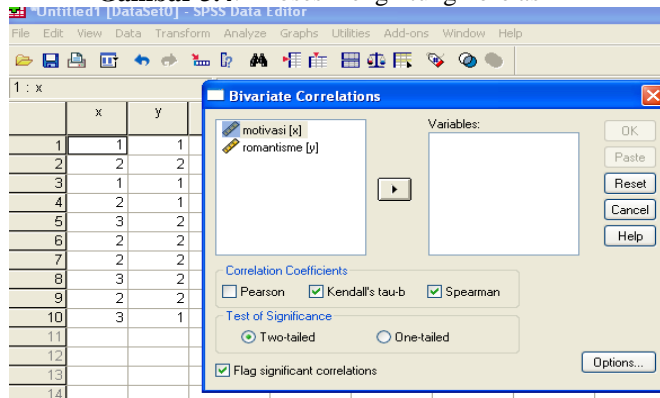 *Untitled1 [DataSet0] - SPSS Data Editor
File Edit View Data Transform Analyze Graphs Utilities Add-ons Window Help
1 : x
x y
1 1 1
2 2 2
3 1 1
4 2 1
5 3 2
6 2 2
7 2 2
8 3 2
9 2 2
10 3 1
11
12
13
14
Bivariate Correlations
motivasi [x]
romantisme [y]
Variables:
OK
Paste
Reset
Cancel
Help
Correlation Coefficients
Pearson Kendall's tau-b Spearman
Test of Significance
Two-tailed One-tailed
Flag significant correlations
Options...